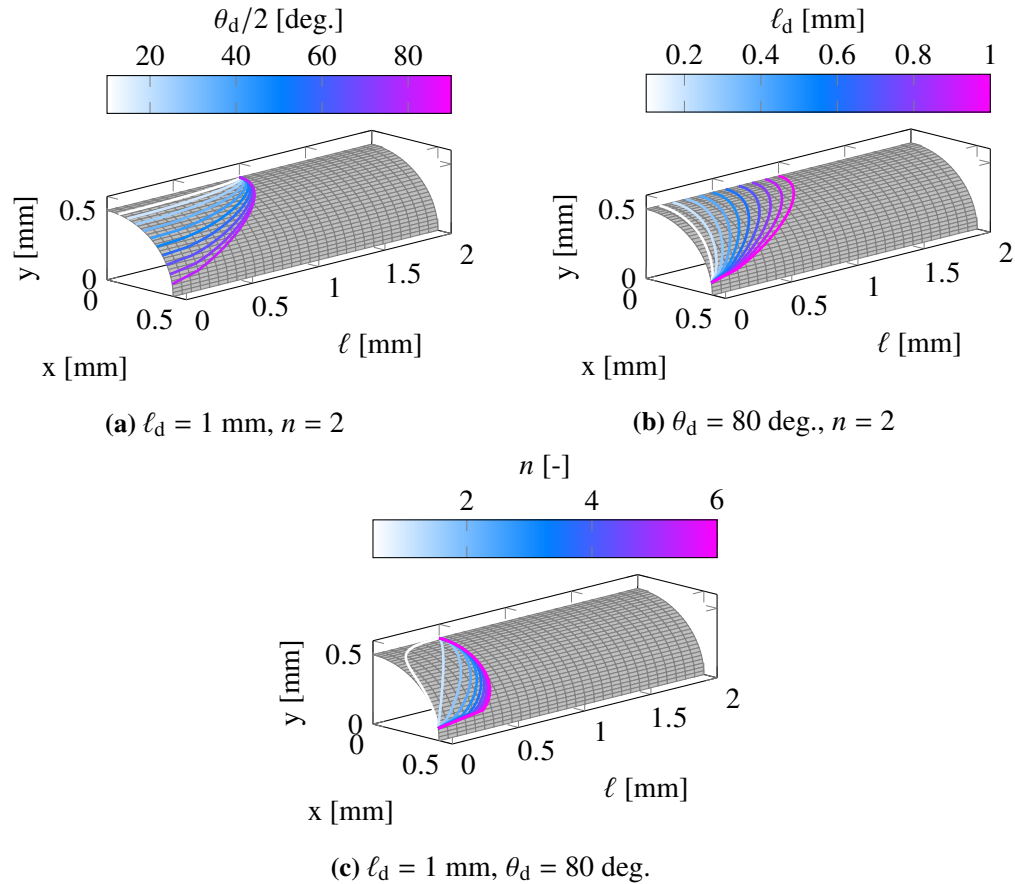 θd/2 [deg.]
20 40 60 80
y [mm]
0.5
0
0
0.5
x [mm]
0
0.5
1
1.5
2
ℓ [mm]
(a) ℓd = 1 mm, n = 2
ℓd [mm]
0.2 0.4 0.6 0.8 1
y [mm]
0.5
0
0
0.5
x [mm]
0
0.5
1
1.5
2
ℓ [mm]
(b) θd = 80 deg., n = 2
n [-]
2 4 6
y [mm]
0.5
0
0
0.5
x [mm]
0
0.5
1
1.5
2
ℓ [mm]
(c) ℓd = 1 mm, θd = 80 deg.